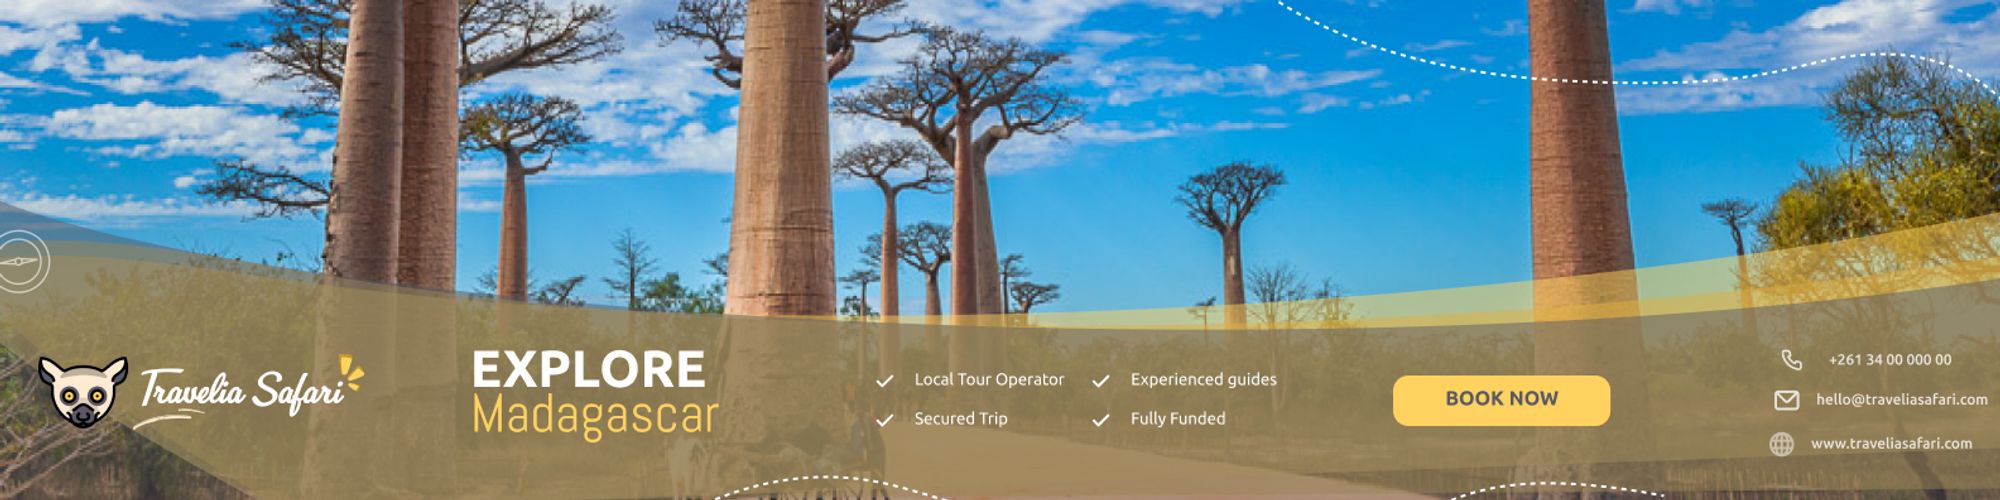 Travelia Safari
EXPLORE
Madagascar
Local Tour Operator
Experienced guides
Secured Trip
Fully Funded
BOOK NOW
+261 34 00 000 00
hello@traveliasafari.com
www.traveliasafari.com